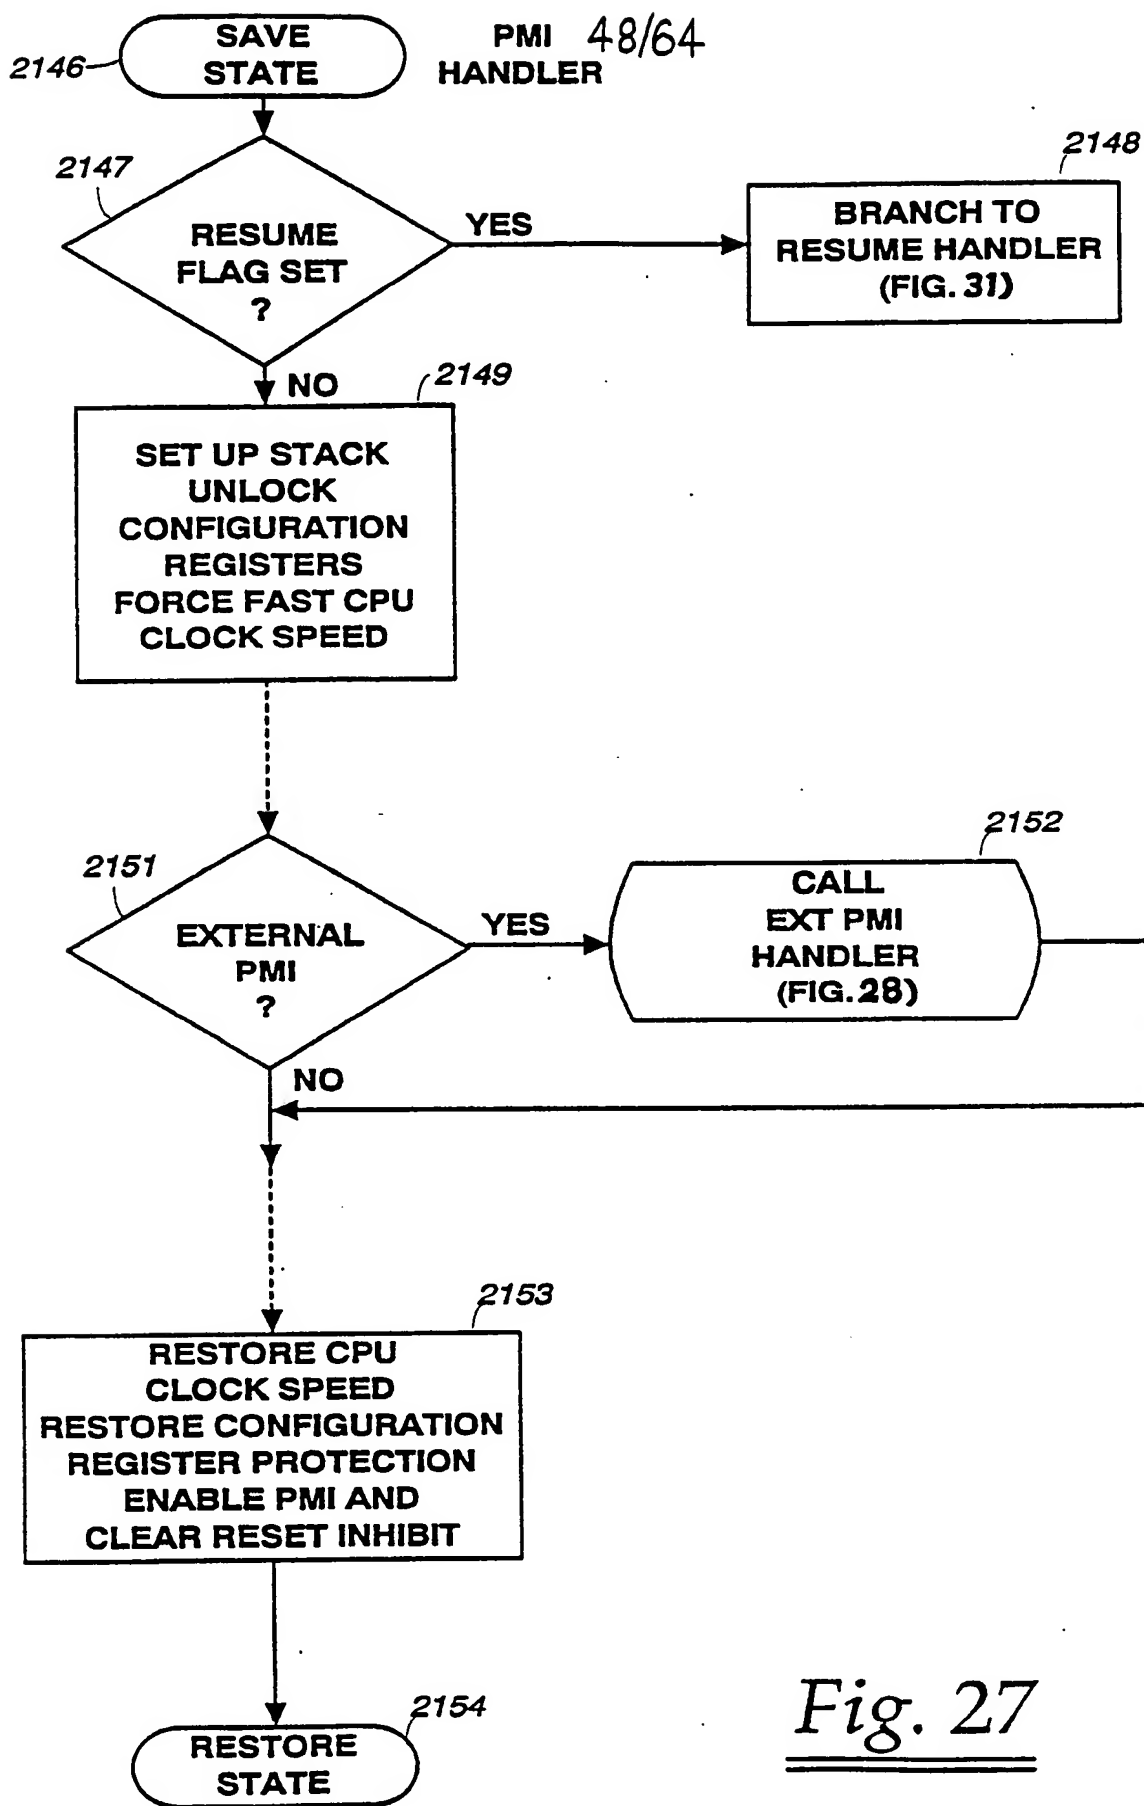 SAVE
STATE
2146
PMI
HANDLER
48/64
2147
RESUME
FLAG SET
?
YES
2148
BRANCH TO
RESUME HANDLER
(FIG. 31)
NO
2149
SET UP STACK
UNLOCK
CONFIGURATION
REGISTERS
FORCE FAST CPU
CLOCK SPEED
2151
EXTERNAL
PMI
?
YES
2152
CALL
EXT PMI
HANDLER
(FIG.28)
NO
2153
RESTORE CPU
CLOCK SPEED
RESTORE CONFIGURATION
REGISTER PROTECTION
ENABLE PMI AND
CLEAR RESET INHIBIT
2154
RESTORE
STATE
Fig. 27